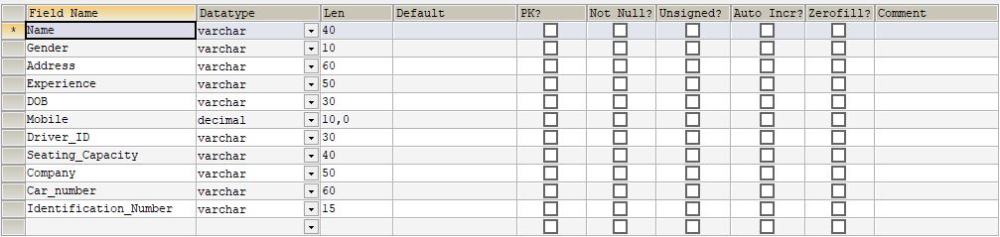 Field Name Datatype Len Default PK? Not Null? Unsigned? Auto Incr? Zerofill? Comment
* Name varchar 40
Gender varchar 10
Address varchar 60
Experience varchar 50
DOB varchar 30
Mobile decimal 10,0
Driver_ID varchar 30
Seating_Capacity varchar 40
Company varchar 50
Car_number varchar 60
Identification_Number varchar 15